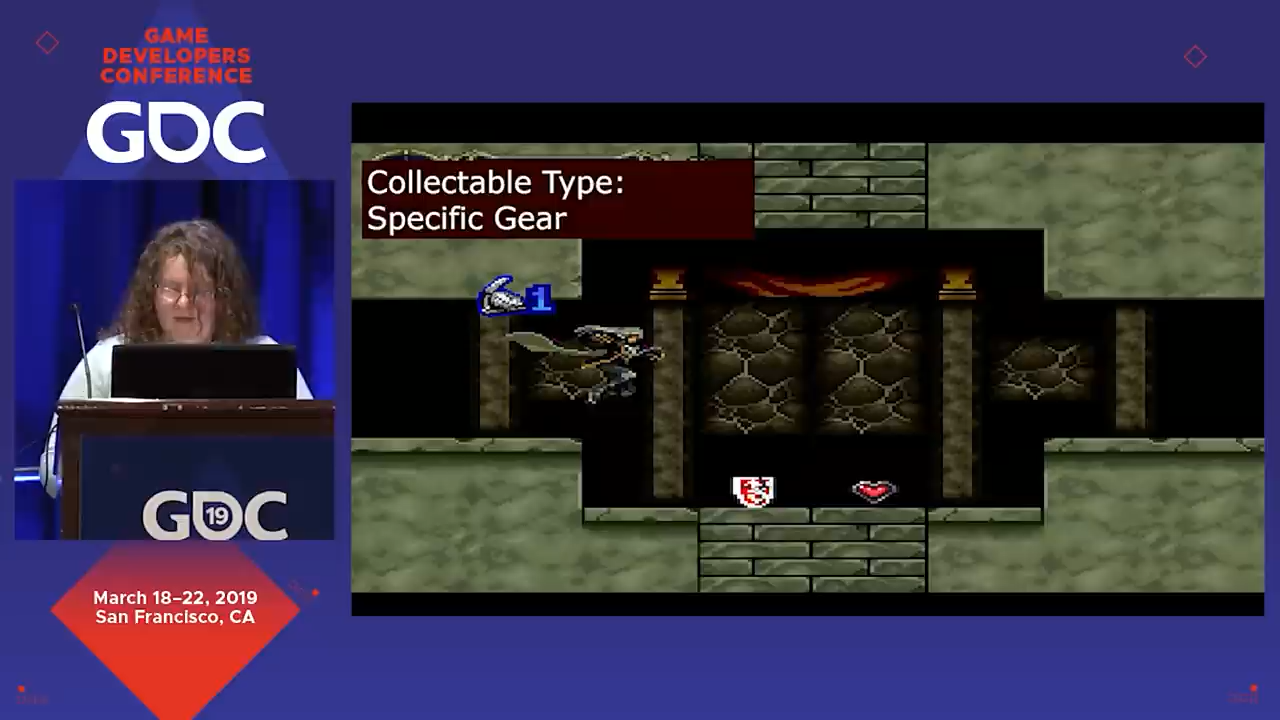 GAME
DEVELOPERS
CONFERENCE
GDC
Collectable Type:
Specific Gear
1
GDC
19
March 18–22, 2019
San Francisco, CA